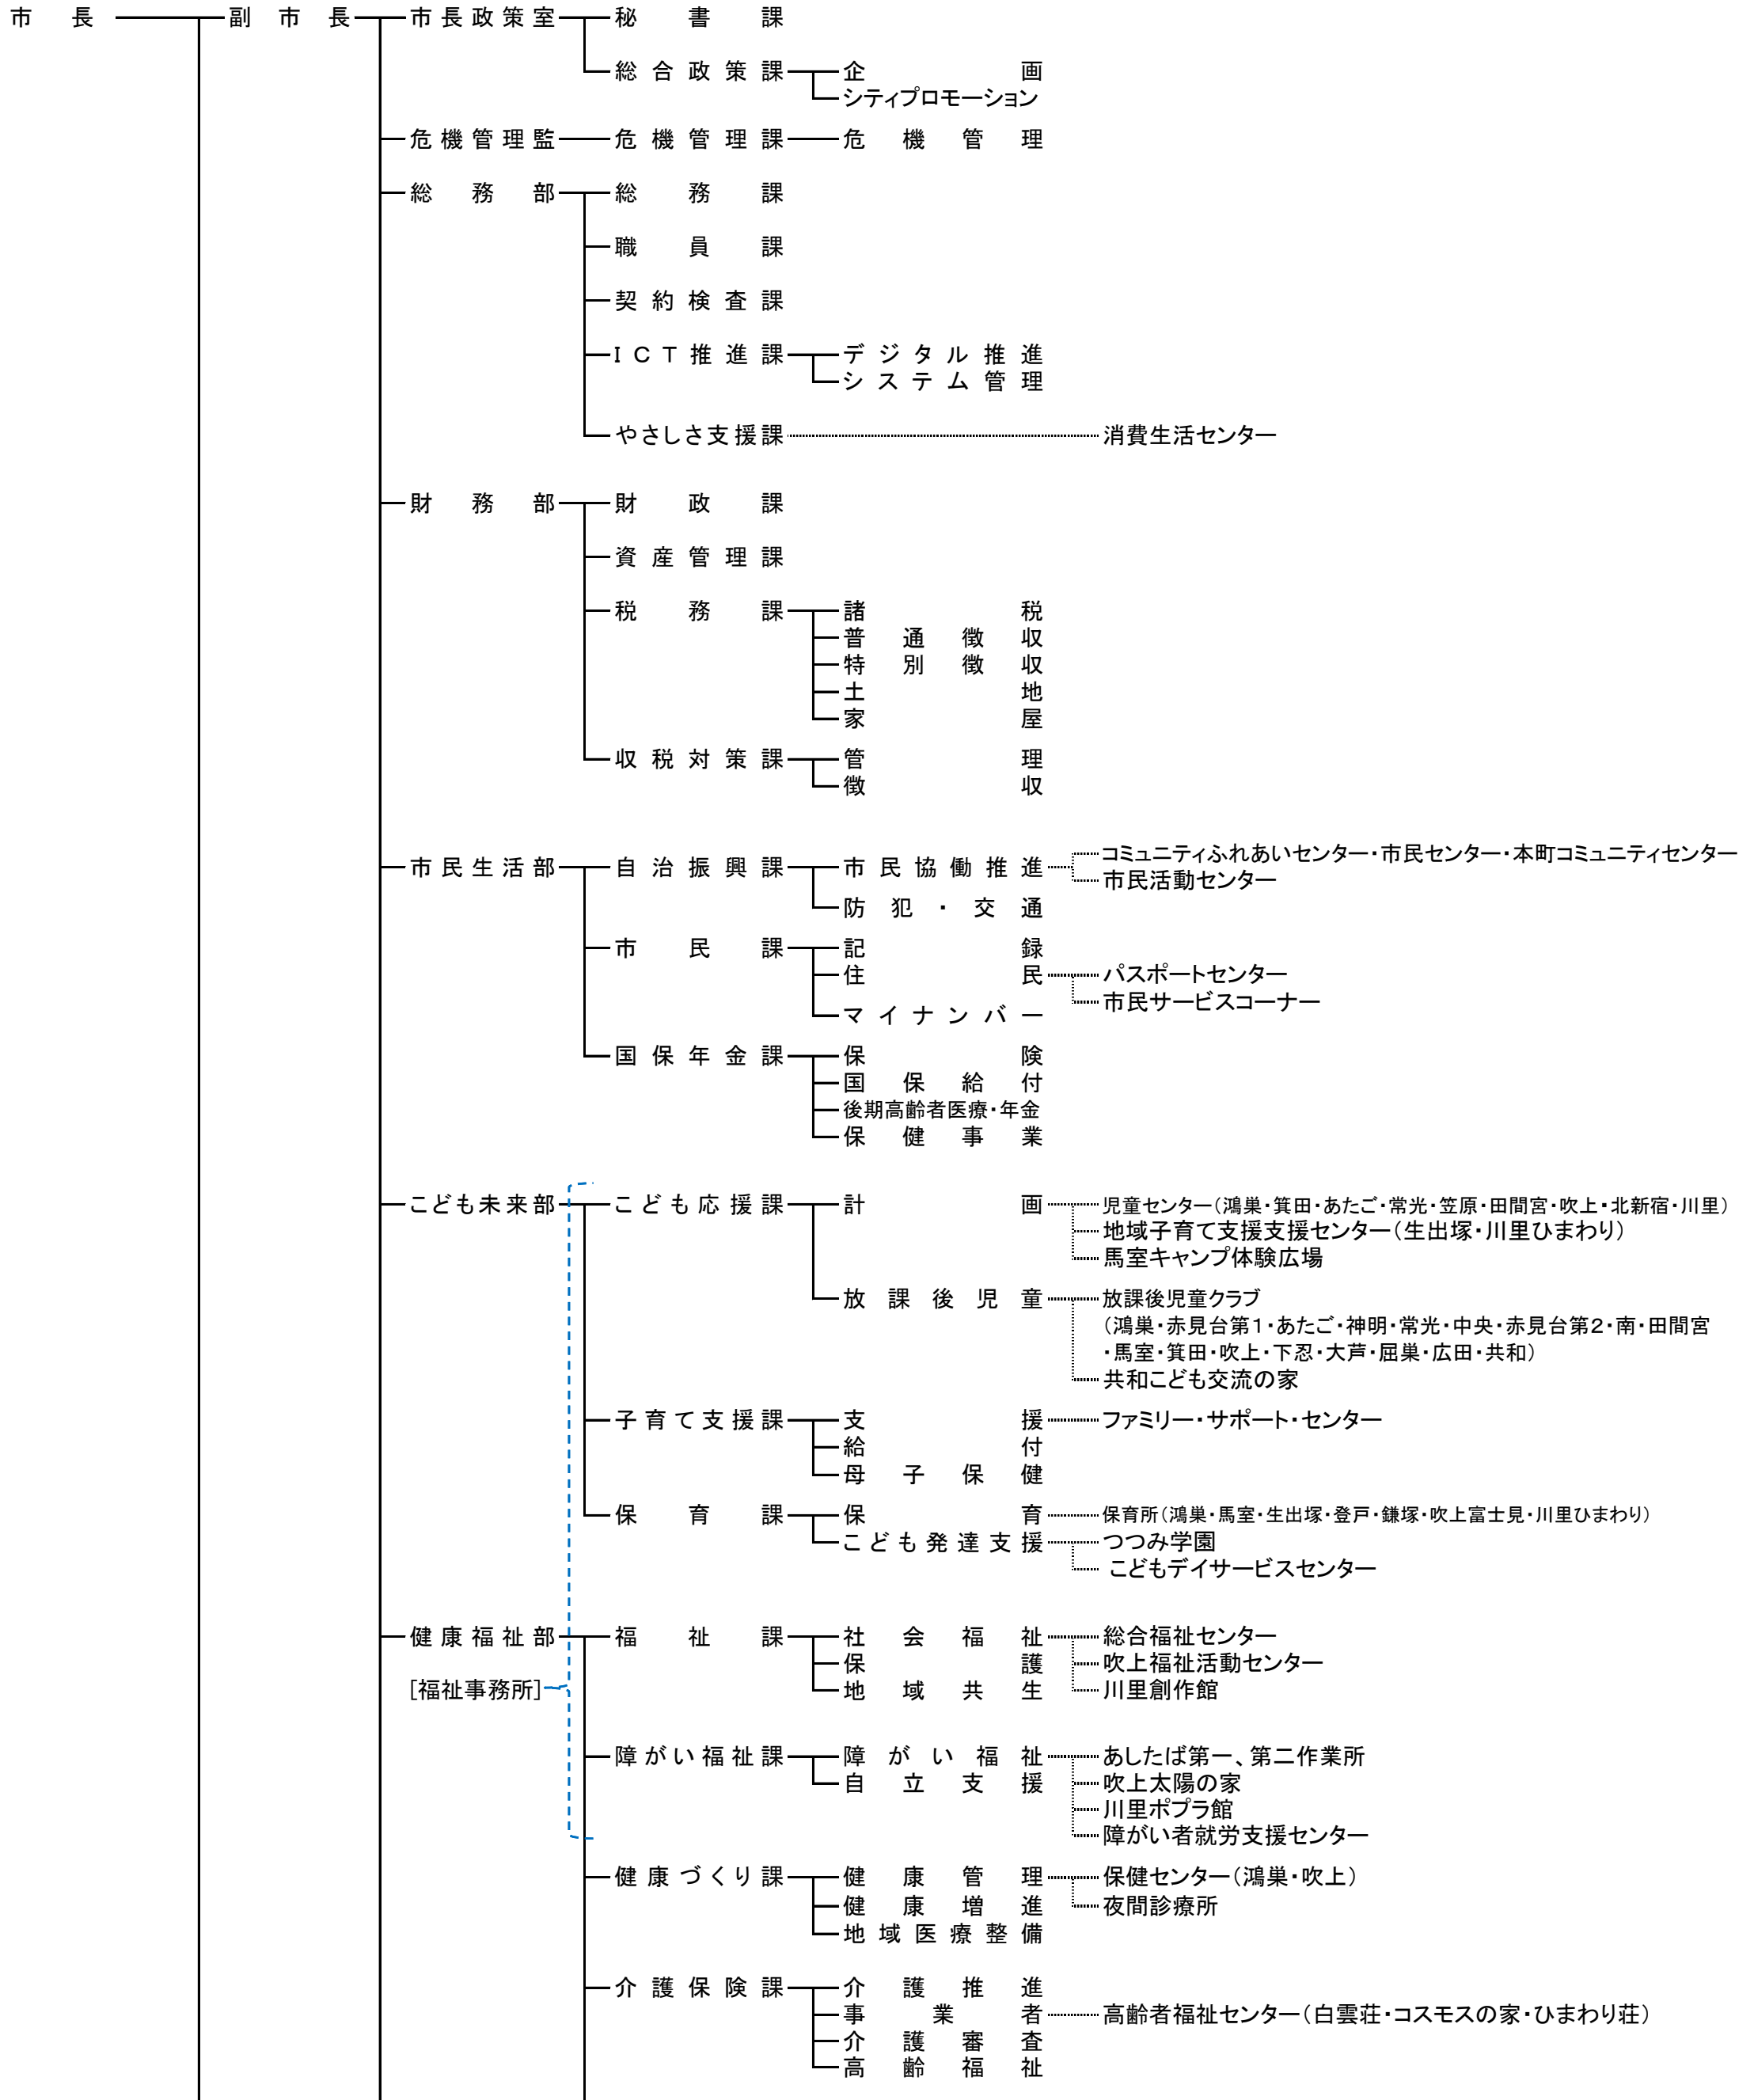 市長 副市長 市長政策室 秘書課
総合政策課 企画
シティプロモーション
危機管理監 危機管理課 危機管理
総務部 総務課
職員課
契約検査課
ICT推進課 デジタル推進
システム管理
やさしさ支援課 消費生活センター
財務部 財政課
資産管理課
税務課 諸税
普通徴収
特別徴収
土地
家屋
収税対策課 管理
徴収
コミュニティふれあいセンター・市民センター・本町コミュニティセンター
市民生活部 自治振興課 市民協働推進
市民活動センター
防犯・交通
市民課 記録
住民 パスポートセンター
市民サービスコーナー
マイナンバー
国保年金課 保険
国保給付
後期高齢者医療・年金
保健事業
こども未来部 こども応援課 計画 児童センター(鴻巣・箕田・あたご・常光・笠原・田間宮・吹上・北新宿・川里)
地域子育て支援支援センター(生出塚・川里ひまわり)
馬室キャンプ体験広場
放課後児童 放課後児童クラブ
(鴻巣・赤見台第1・あたご・神明・常光・中央・赤見台第2・南・田間宮
・馬室・箕田・吹上・下忍・大芦・屈巣・広田・共和)
共和こども交流の家
子育て支援課 支援 ファミリー・サポート・センター
給付
母子保健
保育課 保育 保育所(鴻巣・馬室・生出塚・登戸・鎌塚・吹上富士見・川里ひまわり)
こども発達支援 つつみ学園
こどもデイサービスセンター
健康福祉部 福祉課 社会福祉 総合福祉センター
保護 吹上福祉活動センター
[福祉事務所] 地域共生 川里創作館
障がい福祉課 障がい福祉 あしたば第一、第二作業所
自立支援 吹上太陽の家
川里ポプラ館
障がい者就労支援センター
健康づくり課 健康管理 保健センター(鴻巣・吹上)
健康増進 夜間診療所
地域医療整備
介護保険課 介護推進
事業者 高齢者福祉センター(白雲荘・コスモスの家・ひまわり荘)
介護審査
高齢福祉